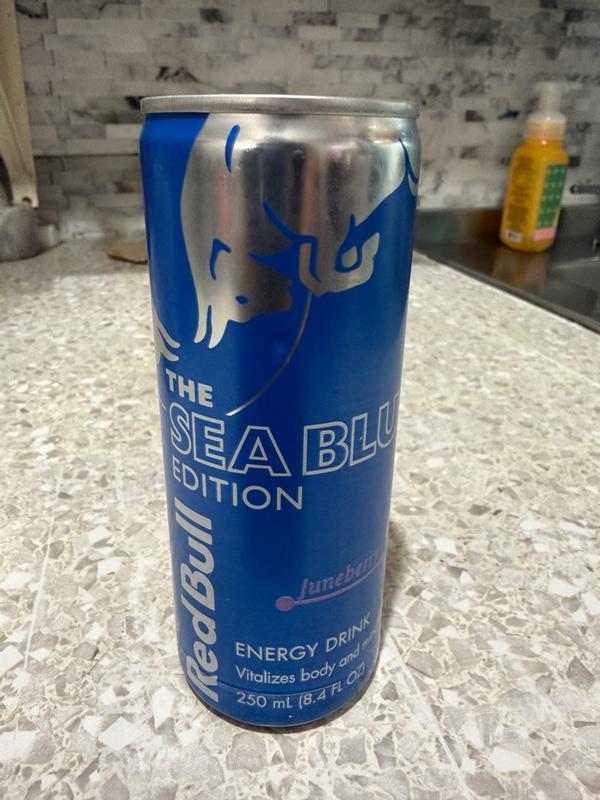 THE
SEA BLU
EDITION
Red Bull
Juneberry
ENERGY DRINK
Vitalizes body and
250 mL (8.4 FL OZ)